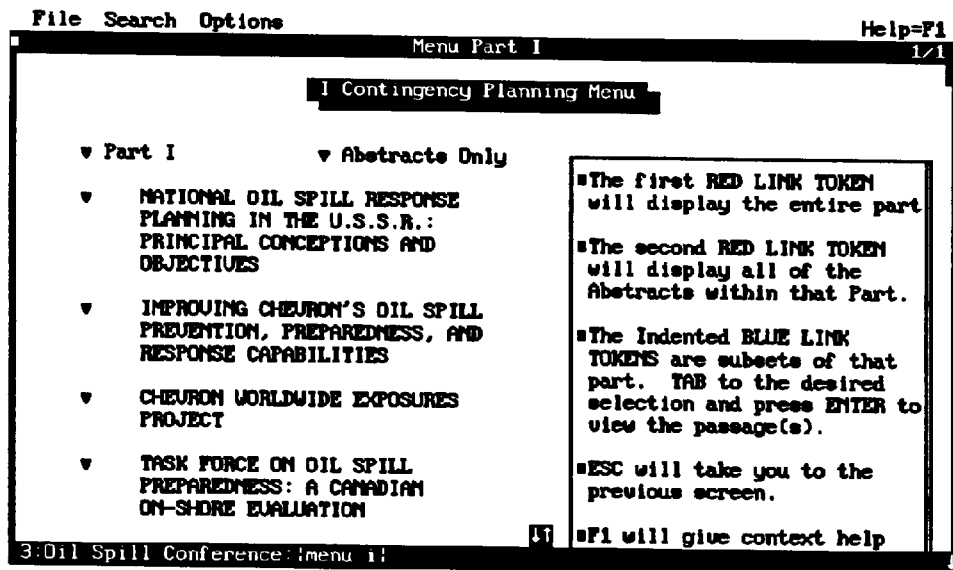 File Search Options
Help=F1
Menu Part I
1/1
I Contingency Planning Menu
▼ Part I ▼ Abstracts Only
▼ NATIONAL OIL SPILL RESPONSE
PLANNING IN THE U.S.S.R.:
PRINCIPAL CONCEPTIONS AND
OBJECTIVES
▼ IMPROVING CHEVRON'S OIL SPILL
PREVENTION, PREPAREDNESS, AND
RESPONSE CAPABILITIES
▼ CHEVRON WORLDWIDE EXPOSURES
PROJECT
▼ TASK FORCE ON OIL SPILL
PREPAREDNESS: A CANADIAN
ON-SHORE EVALUATION
■The first RED LINK TOKEN
will display the entire part
■The second RED LINK TOKEN
will display all of the
Abstracts within that Part.
■The Indented BLUE LINK
TOKENS are subsets of that
part. TAB to the desired
selection and press ENTER to
view the passage(s).
■ESC will take you to the
previous screen.
■F1 will give context help
↓↑
3:Oil Spill Conference:¦menu i¦